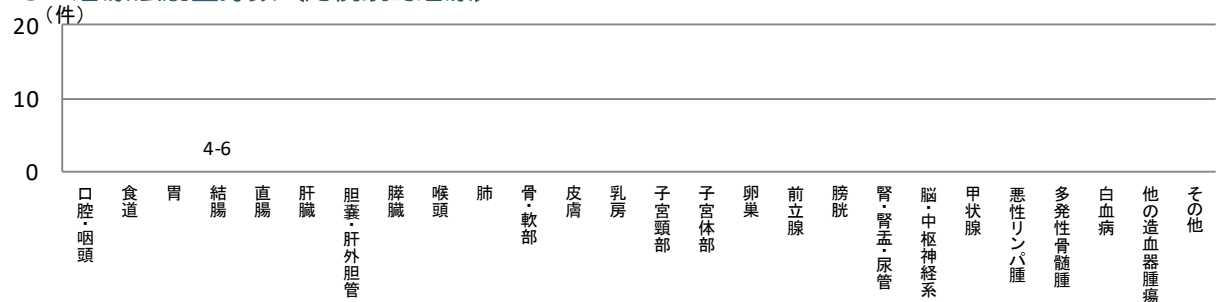 (件)
20
10
0
4-6
口腔・咽頭
食道
胃
結腸
直腸
肝臓
胆嚢・肝外胆管
膵臓
喉頭
肺
骨・軟部
皮膚
乳房
子宮頸部
子宮体部
卵巣
前立腺
膀胱
腎・腎盂・尿管
脳・中枢神経系
甲状腺
悪性リンパ腫
多発性骨髄腫
白血病
他の造血器腫瘍
その他